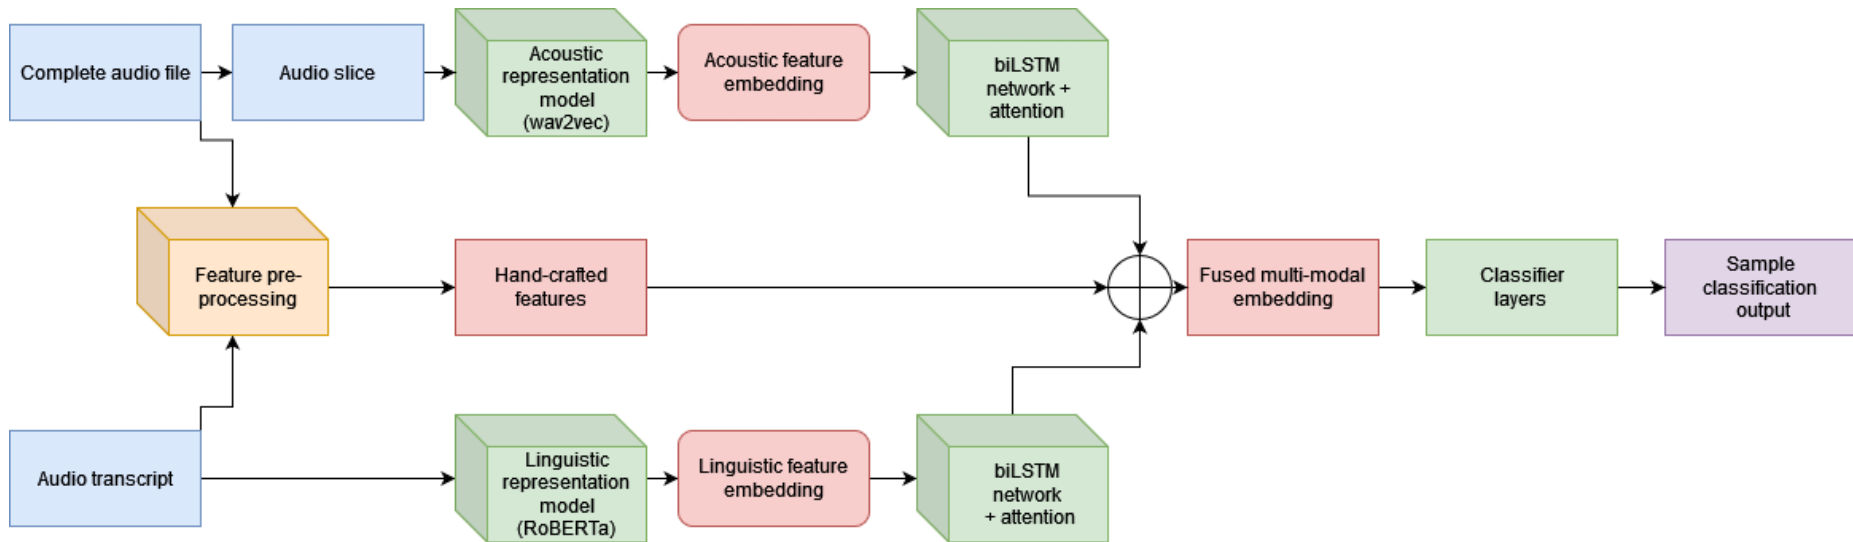 Complete audio file
Audio slice
Acoustic
representation
model
(wav2vec)
Acoustic feature
embedding
biLSTM
network +
attention
Feature pre-
processing
Hand-crafted
features
Fused multi-modal
embedding
Classifier
layers
Sample
classification
output
Audio transcript
Linguistic
representation
model
(RoBERTa)
Linguistic feature
embedding
biLSTM
network
+ attention